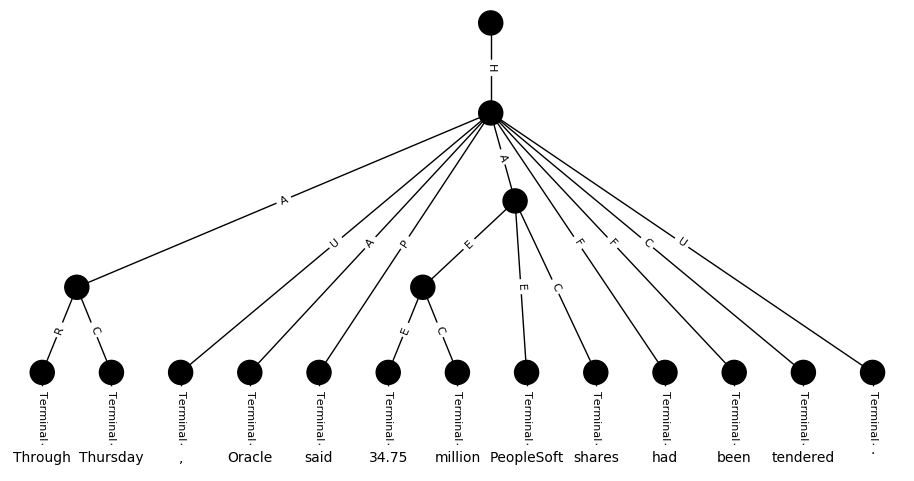 H
A
A
U
A
P
F
F
C
U
E
E
C
R
C
E
C
Terminal. Terminal. Terminal. Terminal. Terminal. Terminal. Terminal. Terminal. Terminal. Terminal. Terminal. Terminal. Terminal.
Through Thursday , Oracle said 34.75 million PeopleSoft shares had been tendered .